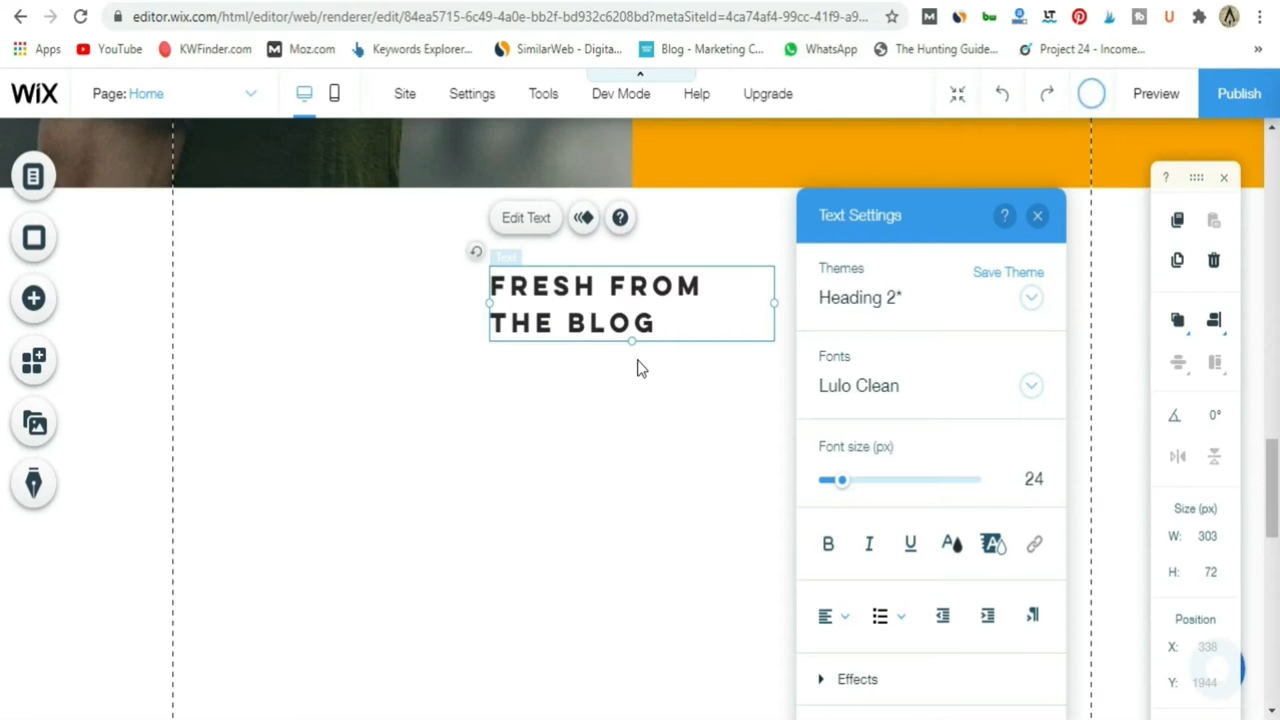 editor.wix.com/html/editor/web/renderer/edit/84ea5715-6c49-4a0e-bb2f-bd932c6208bd?metaSiteId=4ca74af4-99cc-41f9-a9...
Apps YouTube KWFinder.com Moz.com Keywords Explorer... SimilarWeb - Digita... Blog - Marketing C... WhatsApp The Hunting Guide... Project 24 - Income... »
WiX Page: Home Site Settings Tools Dev Mode Help Upgrade Preview Publish
Edit Text
Text
FRESH FROM
THE BLOG
Text Settings
Themes
Save Theme
Heading 2*
Fonts
Lulo Clean
Font size (px)
24
B I U
Effects
0°
Size (px)
W: 303
H: 72
Position
X: 338
Y: 1944